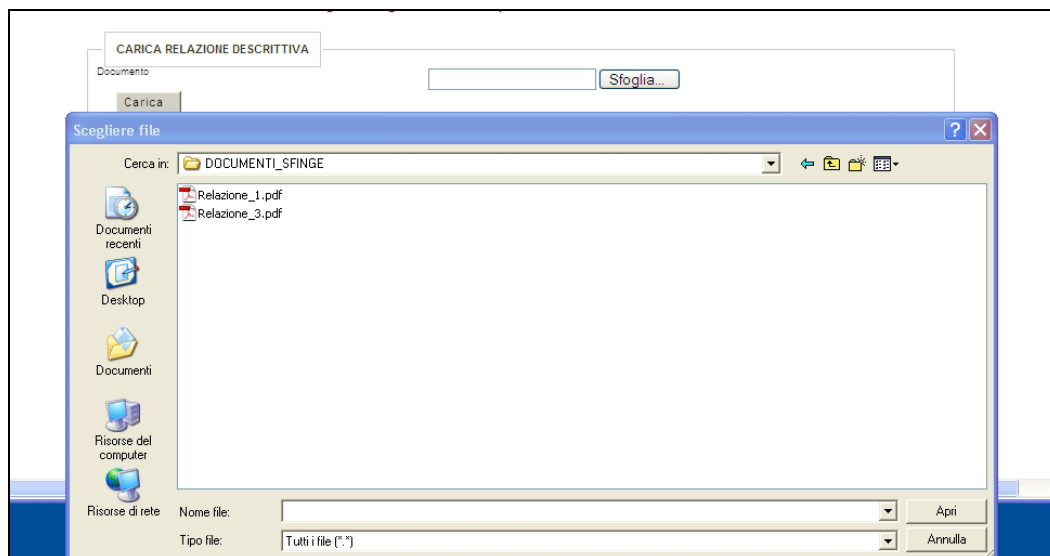 CARICA RELAZIONE DESCRITTIVA
Documento
Sfoglia...
Carica
Scegliere file
Cerca in:
DOCUMENTI_SFINGE
Relazione_1.pdf
Relazione_3.pdf
Documenti
recenti
Desktop
Documenti
Risorse del
computer
Risorse di rete
Nome file:
Apri
Tipo file:
Tutti i file (*.*)
Annulla